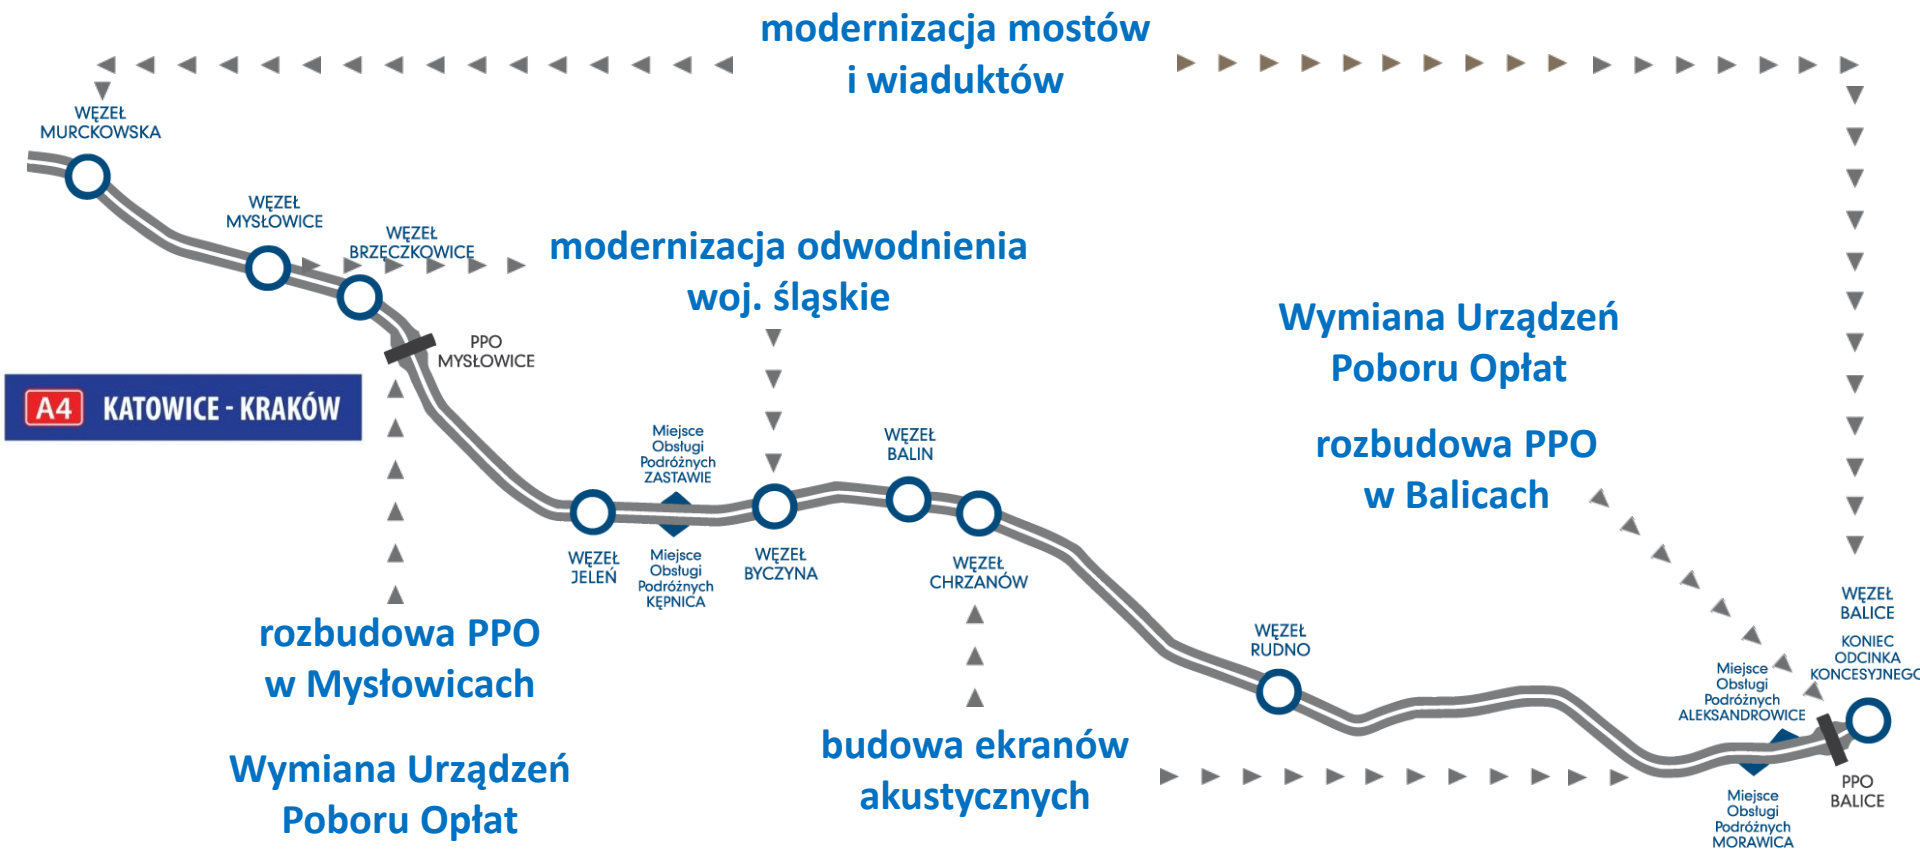 modernizacja mostów
i wiaduktów
WĘZEŁ
MURCKOWSKA
WĘZEŁ
MYSŁOWICE
WĘZEŁ
BRZĘCZKOWICE
modernizacja odwodnienia
woj. śląskie
PPO
MYSŁOWICE
A4 KATOWICE - KRAKÓW
Wymiana Urządzeń
Poboru Opłat
rozbudowa PPO
w Balicach
Miejsce
Obsługi
Podróżnych
ZASTAWIE
WĘZEŁ
BALIN
WĘZEŁ
JELEŃ
Miejsce
Obsługi
Podróżnych
KĘPNICA
WĘZEŁ
BYCZYNA
WĘZEŁ
CHRZANÓW
rozbudowa PPO
w Mysłowicach
Wymiana Urządzeń
Poboru Opłat
budowa ekranów
akustycznych
WĘZEŁ
RUDNO
WĘZEŁ
BALICE
KONIEC
ODCINKA
KONCESYJNEGO
Miejsce
Obsługi
Podróżnych
ALEKSANDROWICE
PPO
BALICE
Miejsce
Obsługi
Podróżnych
MORAWICA